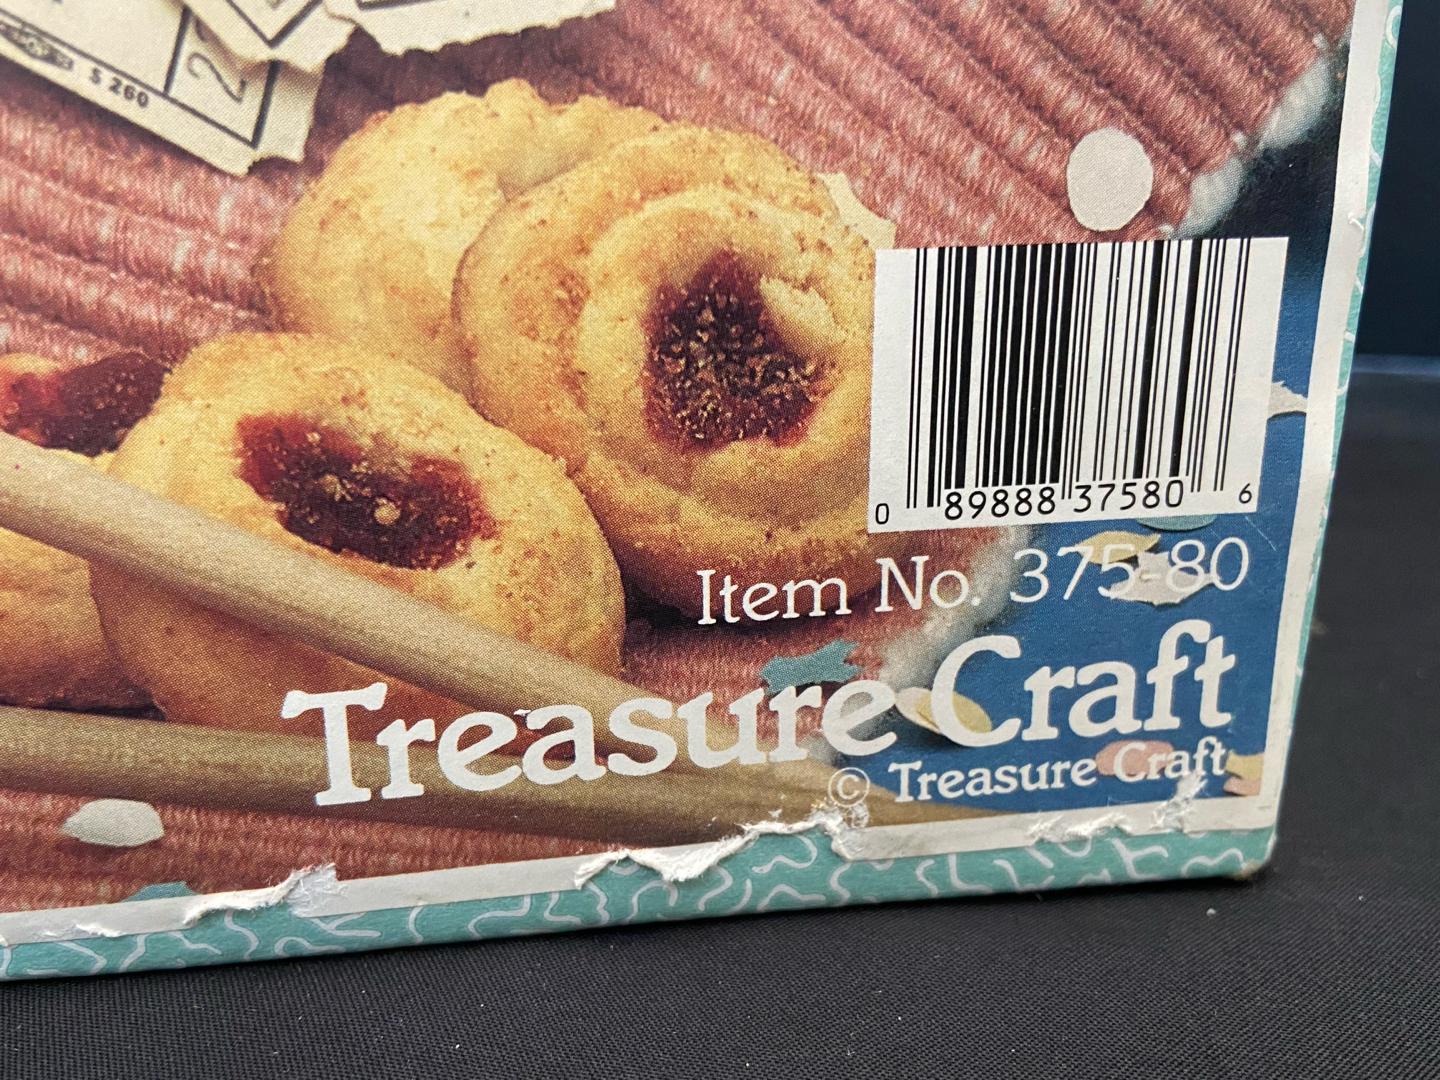 S 260
0 89888 37580 6
Item No. 375-80
Treasure Craft
© Treasure Craft